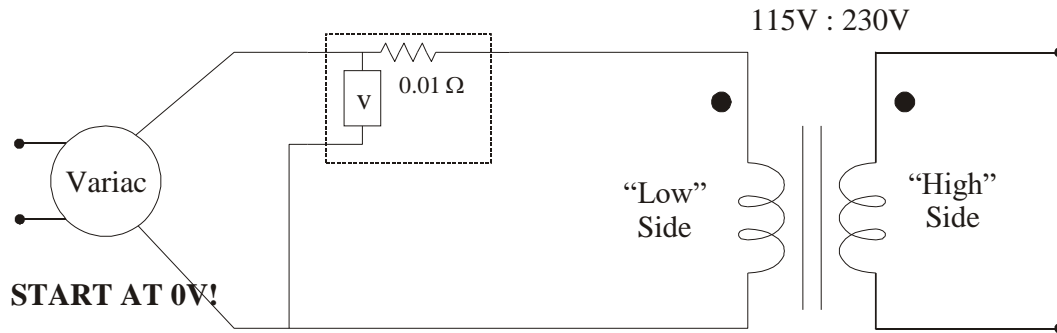 115V : 230V
0.01 Ω
v
Variac
“Low”
Side
“High”
Side
START AT 0V!